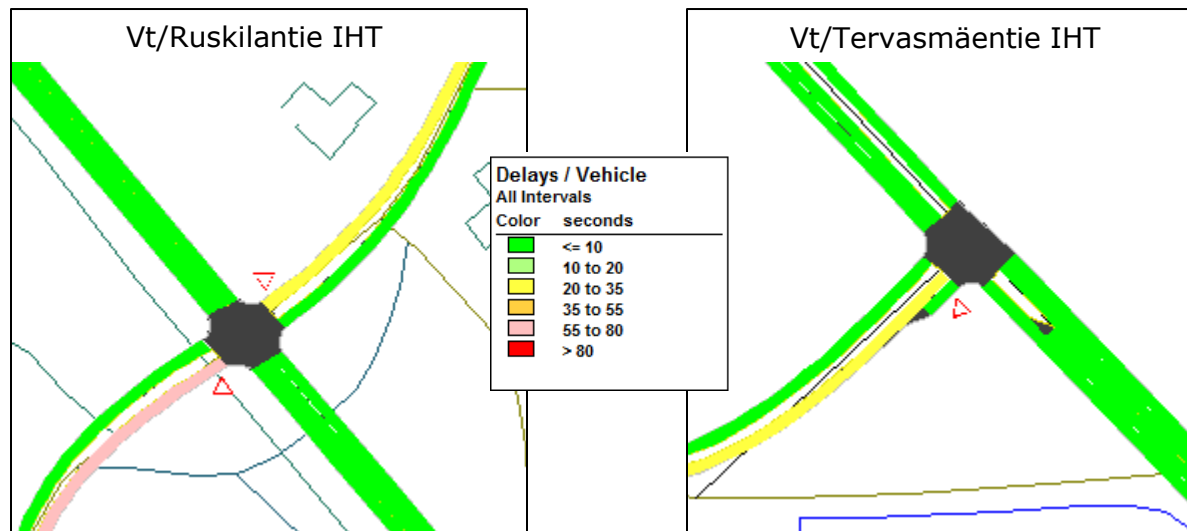 Vt/Ruskilantie IHT
Vt/Tervasmäentie IHT
Delays / Vehicle
All Intervals
Color seconds
<= 10
10 to 20
20 to 35
35 to 55
55 to 80
> 80